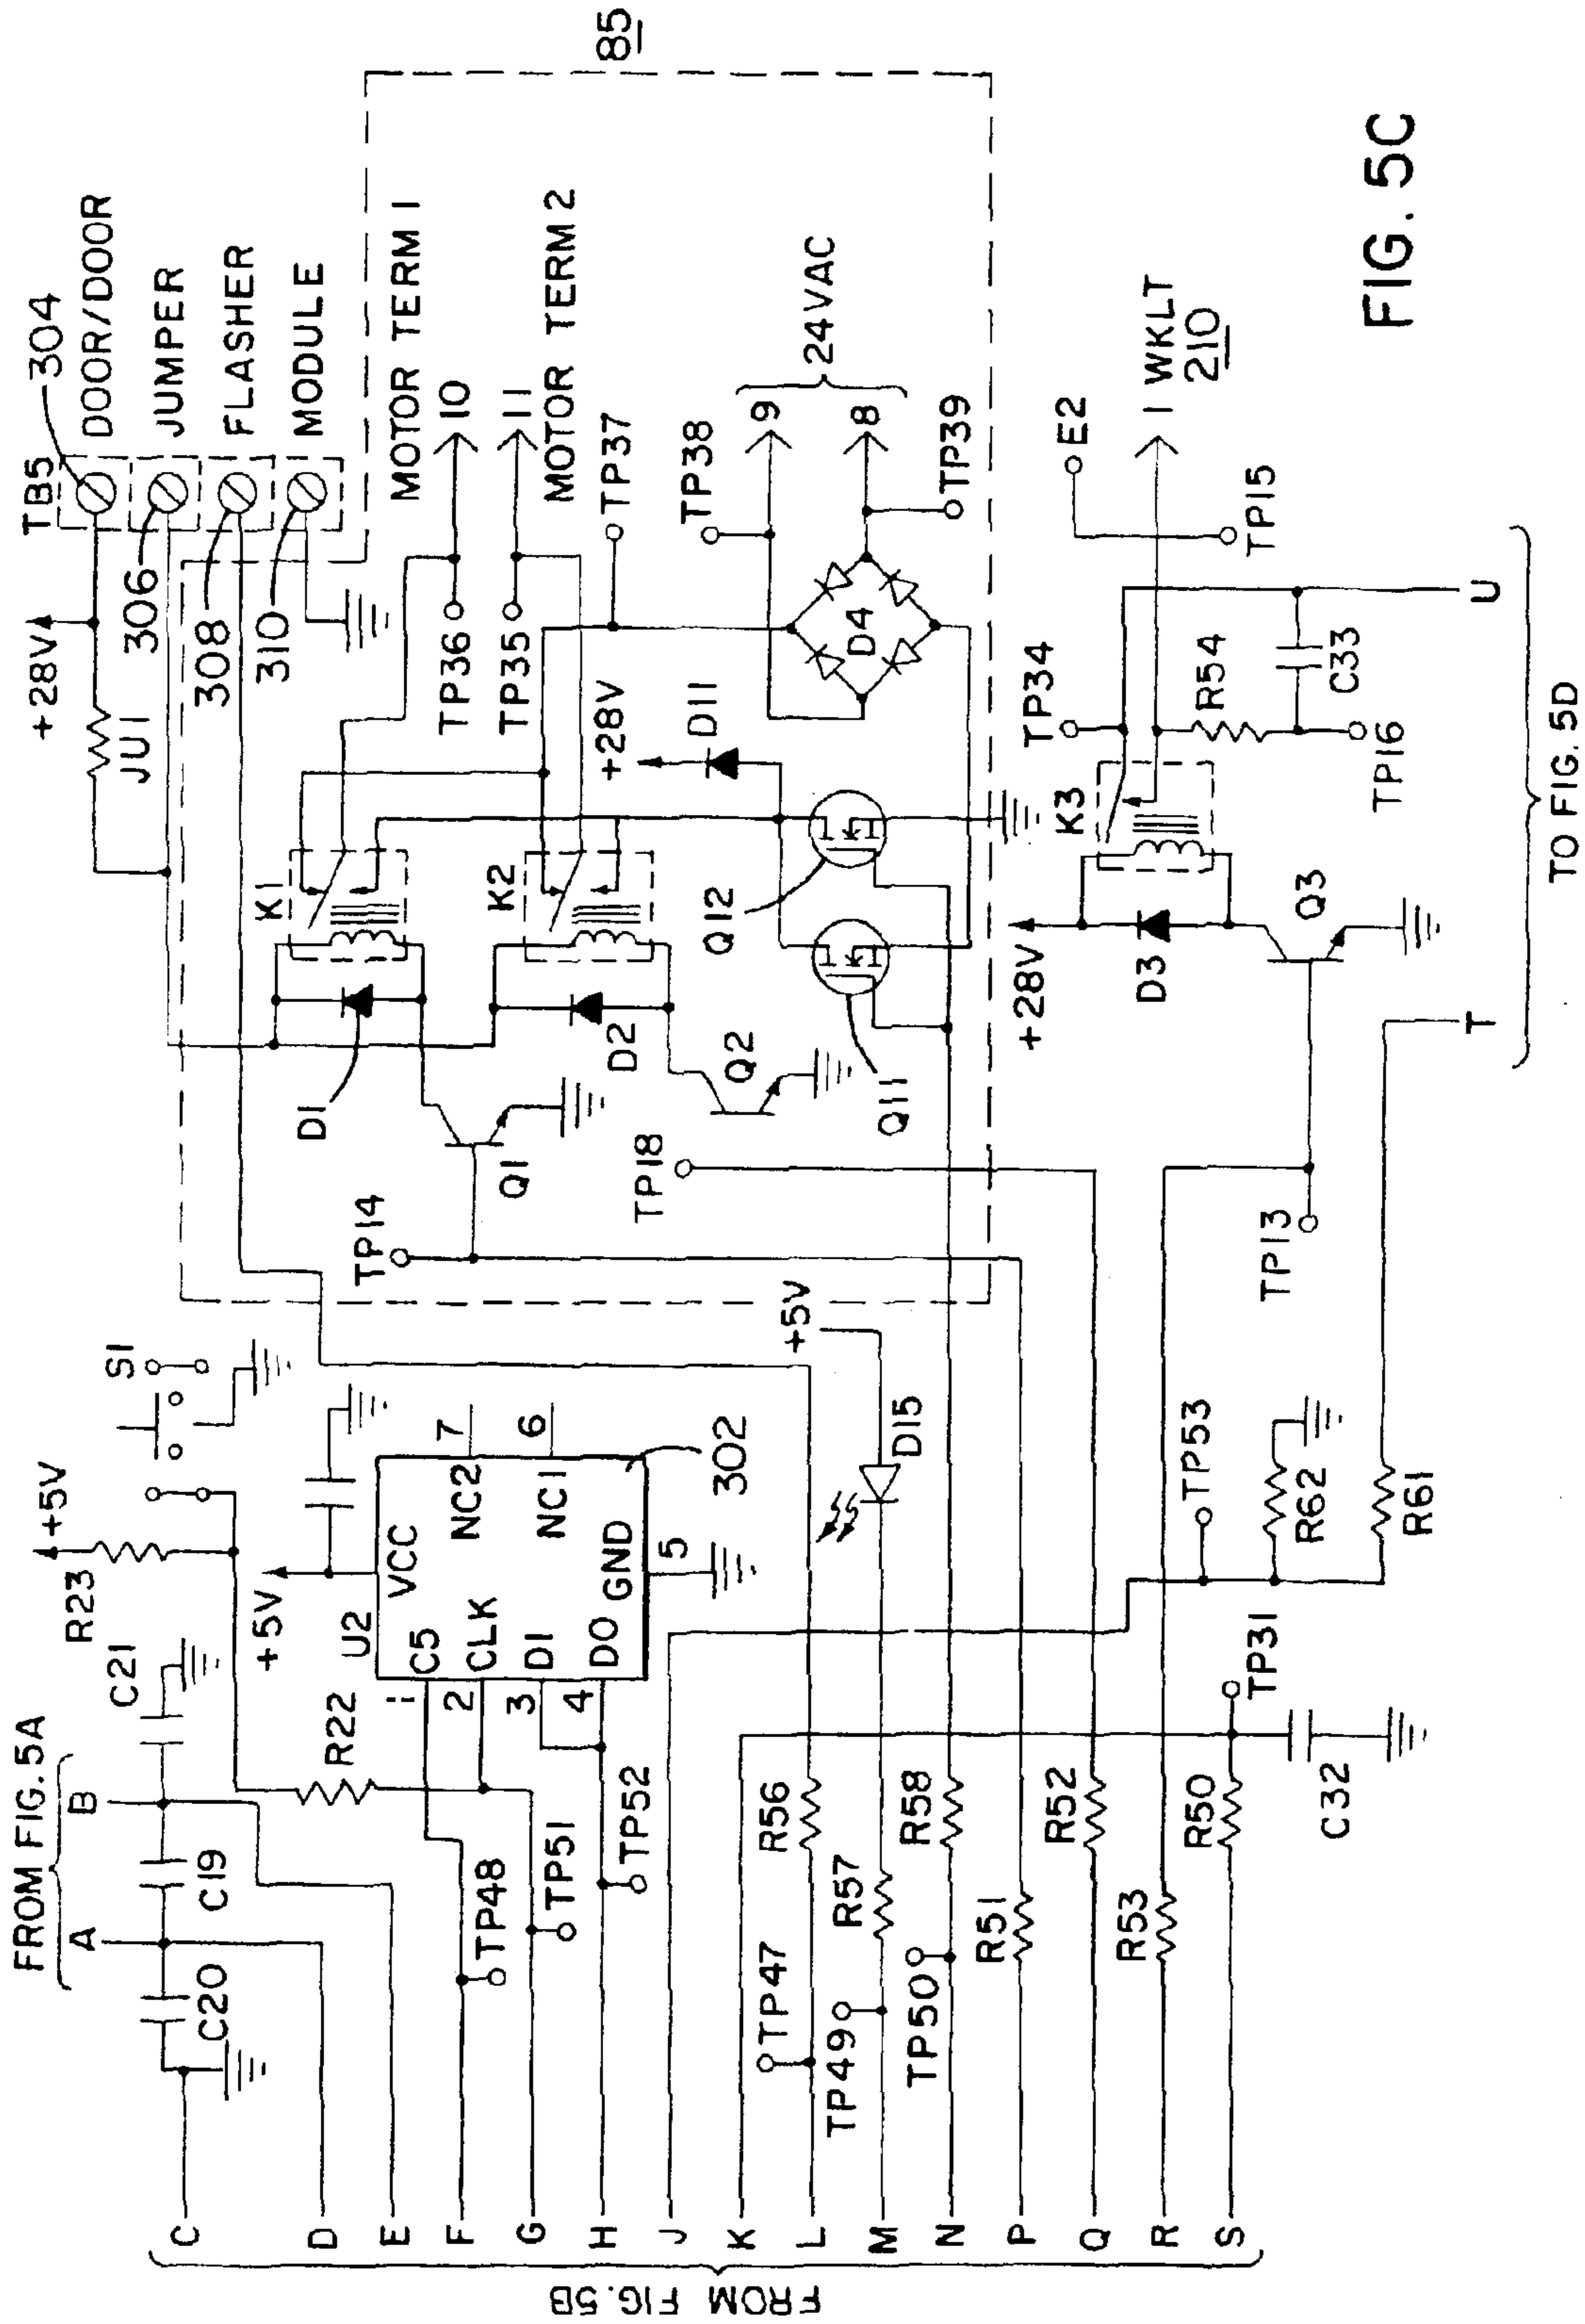 FROM FIG. 5A
A
B
C20
C19
C21
R23
+5V
S1
+28V
TB5
304
DOOR/DOOR
JUMPER
FLASHER
MODULE
JU1
306
308
310
85
C
D
E
F
G
H
J
K
L
M
N
P
Q
R
S
FROM FIG. 5B
R22
+5V
U2
VCC
C5
CLK
D1
DO
GND
NC2
NC1
1
2
3
4
5
6
7
302
TP48
TP51
TP52
TP47
TP49
TP50
R56
R57
R58
R51
R52
R53
R50
C32
TP31
D15
+5V
TP53
R62
R61
TP14
TP18
TP13
D1
Q1
K1
D2
Q2
K2
MOTOR TERM 1
10
TP36
11
TP35
MOTOR TERM 2
TP37
+28V
D11
Q12
Q11
TP38
9
24VAC
8
TP39
D4
+28V
D3
K3
Q3
TP34
R54
C33
TP16
E2
TP15
1 WKLT
210
T
U
TO FIG. 5D
FIG. 5C